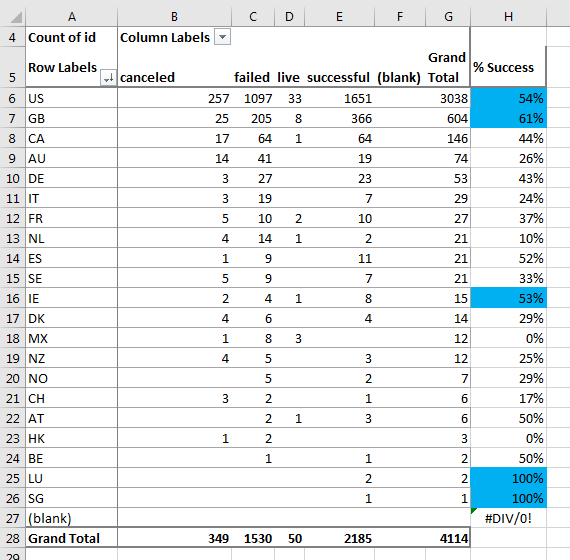 A B C D E F G H
4 Count of id Column Labels
5 Row Labels canceled failed live successful (blank) Grand Total % Success
6 US 257 1097 33 1651 3038 54%
7 GB 25 205 8 366 604 61%
8 CA 17 64 1 64 146 44%
9 AU 14 41 19 74 26%
10 DE 3 27 23 53 43%
11 IT 3 19 7 29 24%
12 FR 5 10 2 10 27 37%
13 NL 4 14 1 2 21 10%
14 ES 1 9 11 21 52%
15 SE 5 9 7 21 33%
16 IE 2 4 1 8 15 53%
17 DK 4 6 4 14 29%
18 MX 1 8 3 12 0%
19 NZ 4 5 3 12 25%
20 NO 5 2 7 29%
21 CH 3 2 1 6 17%
22 AT 2 1 3 6 50%
23 HK 1 2 3 0%
24 BE 1 1 2 50%
25 LU 2 2 100%
26 SG 1 1 100%
27 (blank) #DIV/0!
28 Grand Total 349 1530 50 2185 4114
29